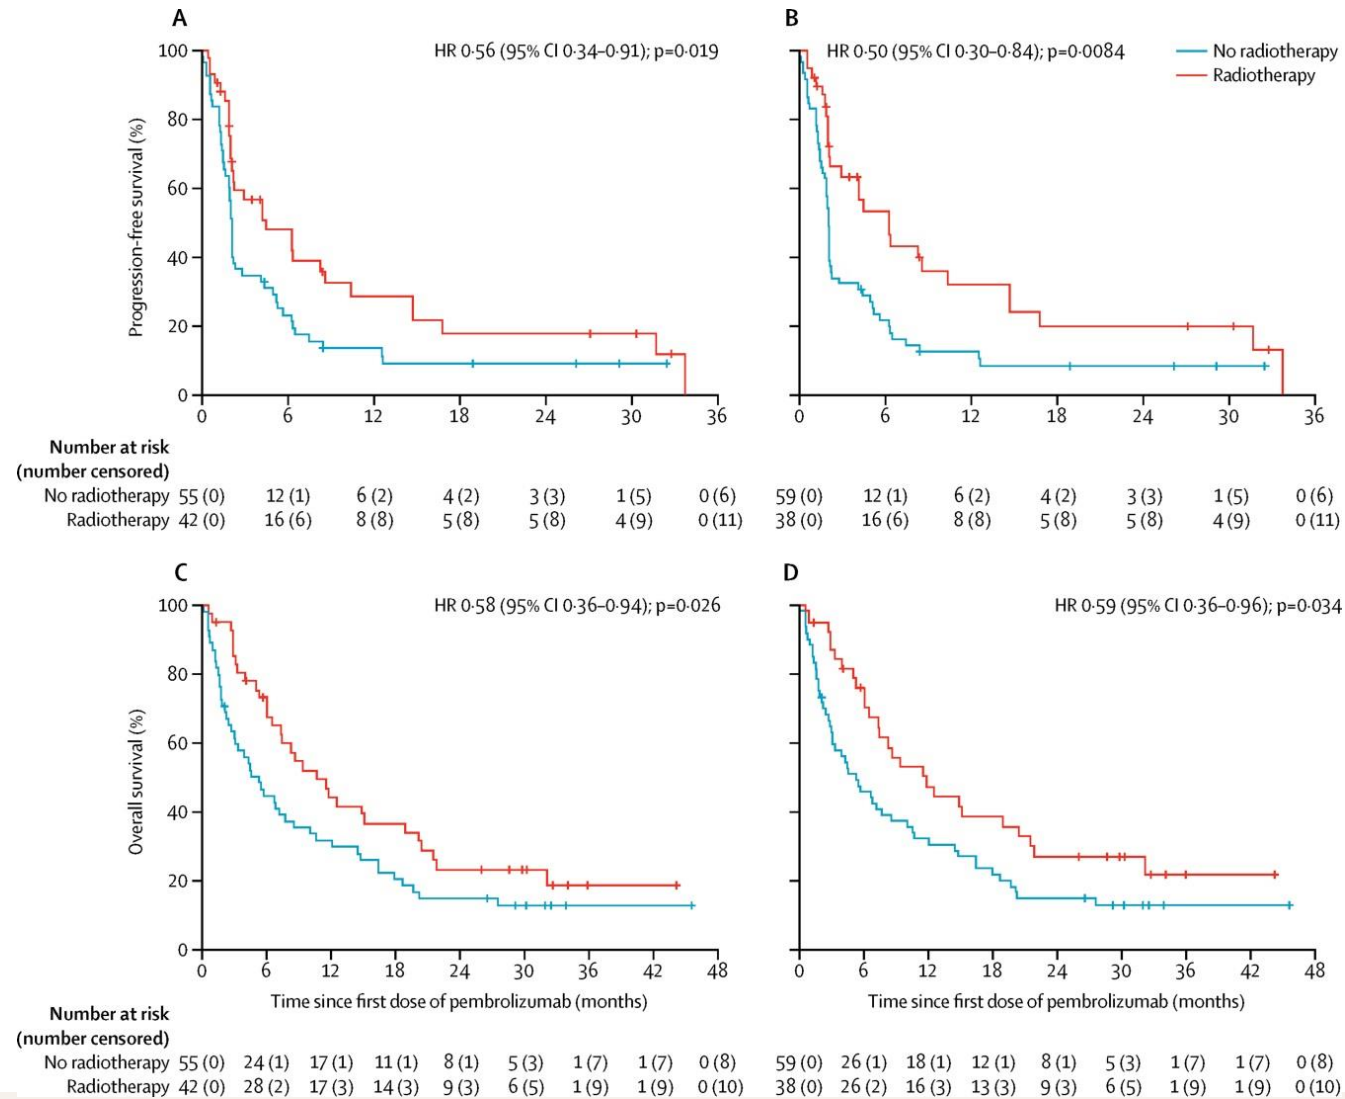 A
HR 0·56 (95% CI 0·34–0·91); p=0·019
100
80
60
40
20
0
Progression-free survival (%)
0 6 12 18 24 30 36
B
HR 0·50 (95% CI 0·30–0·84); p=0·0084
No radiotherapy
Radiotherapy
0 6 12 18 24 30 36
Number at risk
(number censored)
No radiotherapy 55 (0) 12 (1) 6 (2) 4 (2) 3 (3) 1 (5) 0 (6) 59 (0) 12 (1) 6 (2) 4 (2) 3 (3) 1 (5) 0 (6)
Radiotherapy 42 (0) 16 (6) 8 (8) 5 (8) 5 (8) 4 (9) 0 (11) 38 (0) 16 (6) 8 (8) 5 (8) 5 (8) 4 (9) 0 (11)
C
HR 0·58 (95% CI 0·36–0·94); p=0·026
100
80
60
40
20
0
Overall survival (%)
0 6 12 18 24 30 36 42 48
Time since first dose of pembrolizumab (months)
D
HR 0·59 (95% CI 0·36–0·96); p=0·034
0 6 12 18 24 30 36 42 48
Time since first dose of pembrolizumab (months)
Number at risk
(number censored)
No radiotherapy 55 (0) 24 (1) 17 (1) 11 (1) 8 (1) 5 (3) 1 (7) 1 (7) 0 (8) 59 (0) 26 (1) 18 (1) 12 (1) 8 (1) 5 (3) 1 (7) 1 (7) 0 (8)
Radiotherapy 42 (0) 28 (2) 17 (3) 14 (3) 9 (3) 6 (5) 1 (9) 1 (9) 0 (10) 38 (0) 26 (2) 16 (3) 13 (3) 9 (3) 6 (5) 1 (9) 1 (9) 0 (10)